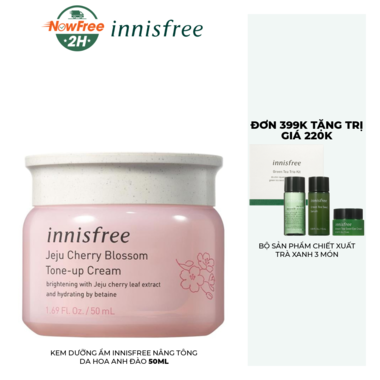 NowFree
2H
innisfree
ĐƠN 399K TẶNG TRỊ
GIÁ 220K
innisfree
BỘ SẢN PHẨM CHIẾT XUẤT
TRÀ XANH 3 MÓN
innisfree
Jeju Cherry Blossom
Tone-up Cream
brightening with Jeju cherry leaf extract
and hydrating by betaine
1.69 FL.OZ. / 50 mL
KEM DƯỠNG ẨM INNISFREE NÂNG TÔNG
DA HOA ANH ĐÀO 50ML